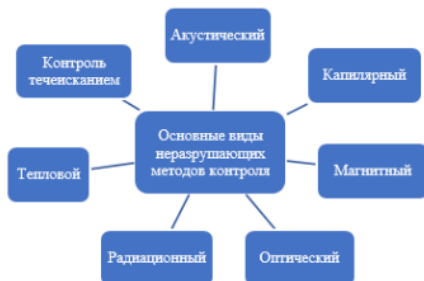 Акустический
Контроль
течеисканием
Капилярный
Основные виды
неразрушающих
методов контроля
Тепловой
Магнитный
Радиационный
Оптический